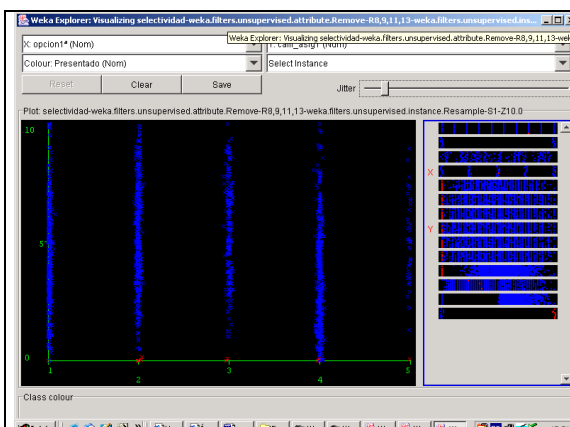 Weka Explorer: Visualizing selectividad-weka.filters.unsupervised.attribute.Remove-R8,9,11,13-weka.filters.unsupervised.ins...
Weka Explorer: Visualizing selectividad-weka.filters.unsupervised.attribute.Remove-R8,9,11,13-wek
X: opcion1ª (Nom)
Colour: Presentado (Nom)
Select Instance
Reset
Clear
Save
Jitter
Plot: selectividad-weka.filters.unsupervised.attribute.Remove-R8,9,11,13-weka.filters.unsupervised.instance.Resample-S1-Z10.0
10
5
0
1
2
3
4
5
X
Y
Class colour